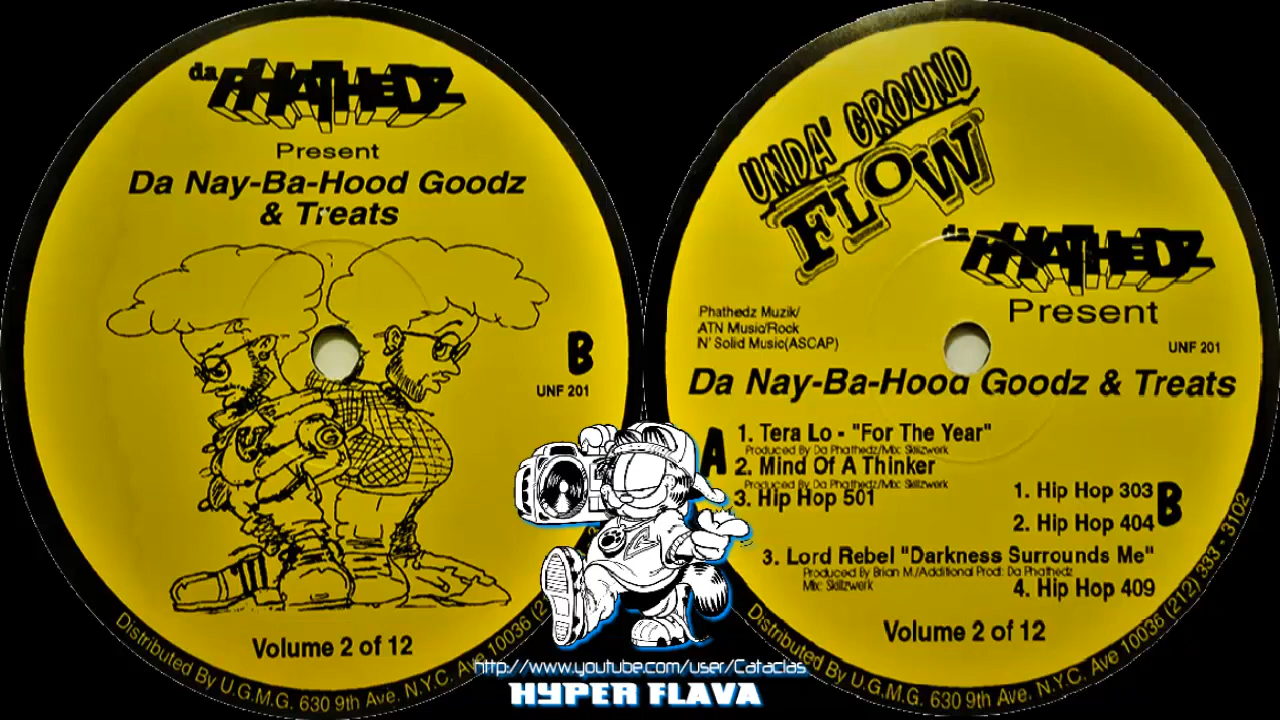 da PHATHEDZ
Present
Da Nay-Ba-Hood Goodz
& Treats
B
UNF 201
Volume 2 of 12
Distributed By U.G.M.G. 630 9th Ave. N.Y.C. Ave 10036 (2
UNDA' GROUND
FLOW
da PHATHEDZ
Present
Phathedz Muzik/
ATN Music/Rock
N' Solid Music(ASCAP)
UNF 201
Da Nay-Ba-Hood Goodz & Treats
A
1. Tera Lo - "For The Year"
Produced By Da Phathedz/Mix: Skillzwerk
2. Mind Of A Thinker
Produced By Da Phathedz/Mix: Skillzwerk
3. Hip Hop 501
B
1. Hip Hop 303
2. Hip Hop 404
3. Lord Rebel "Darkness Surrounds Me"
Produced By Brian M./Additional Prod: Da Phathedz
Mix: Skillzwerk
4. Hip Hop 409
Volume 2 of 12
Distributed By U.G.M.G. 630 9th Ave. N.Y.C. Ave 10036 (212) 333 - 3102
http://www.youtube.com/user/Cataclas
HYPER FLAVA